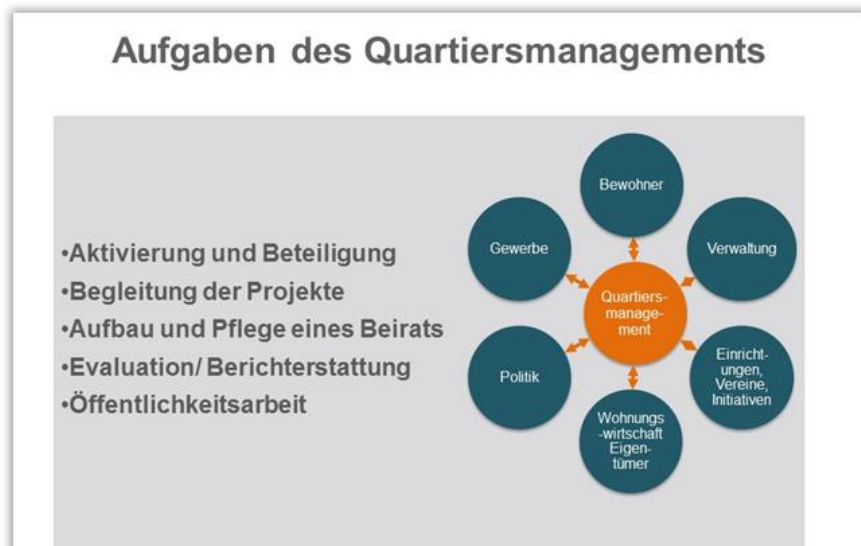 Aufgaben des Quartiersmanagements
•Aktivierung und Beteiligung
•Begleitung der Projekte
•Aufbau und Pflege eines Beirats
•Evaluation/ Berichterstattung
•Öffentlichkeitsarbeit
Bewohner
Verwaltung
Einricht-
ungen,
Vereine,
Initiativen
Wohnungs
-wirtschaft
Eigen-
tümer
Politik
Gewerbe
Quartiers-
manage-
ment